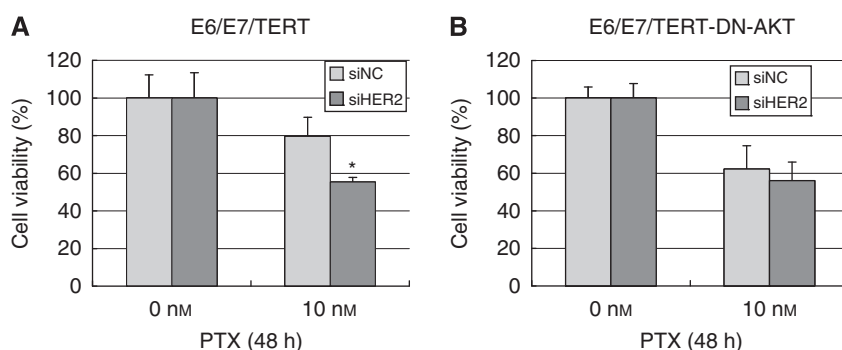 A
E6/E7/TERT
Cell viability (%)
120
100
80
60
40
20
0
siNC
siHER2
*
0 nM
10 nM
PTX (48 h)
B
E6/E7/TERT-DN-AKT
Cell viability (%)
120
100
80
60
40
20
0
siNC
siHER2
0 nM
10 nM
PTX (48 h)